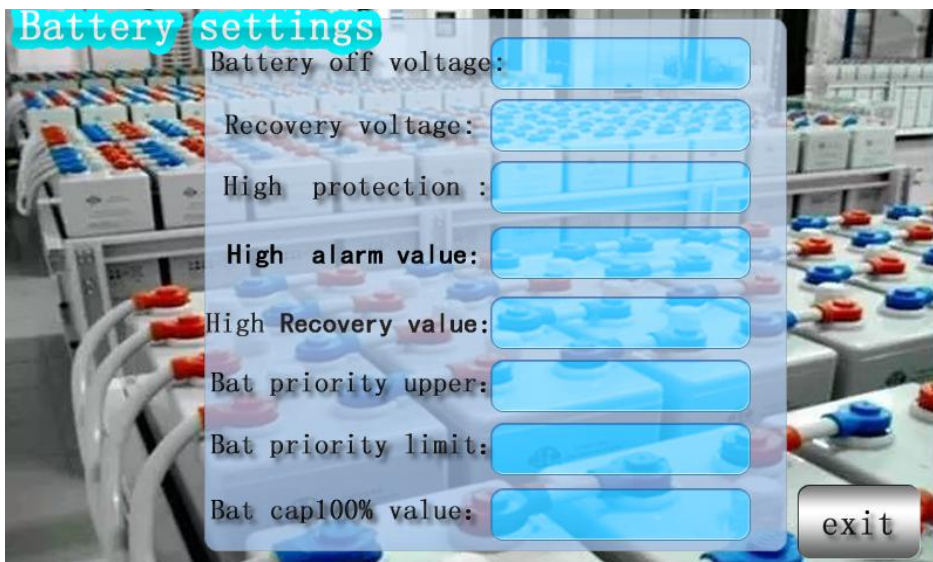 Battery settings
Battery off voltage:
Recovery voltage:
High protection :
High alarm value:
High Recovery value:
Bat priority upper:
Bat priority limit:
Bat cap100% value:
exit